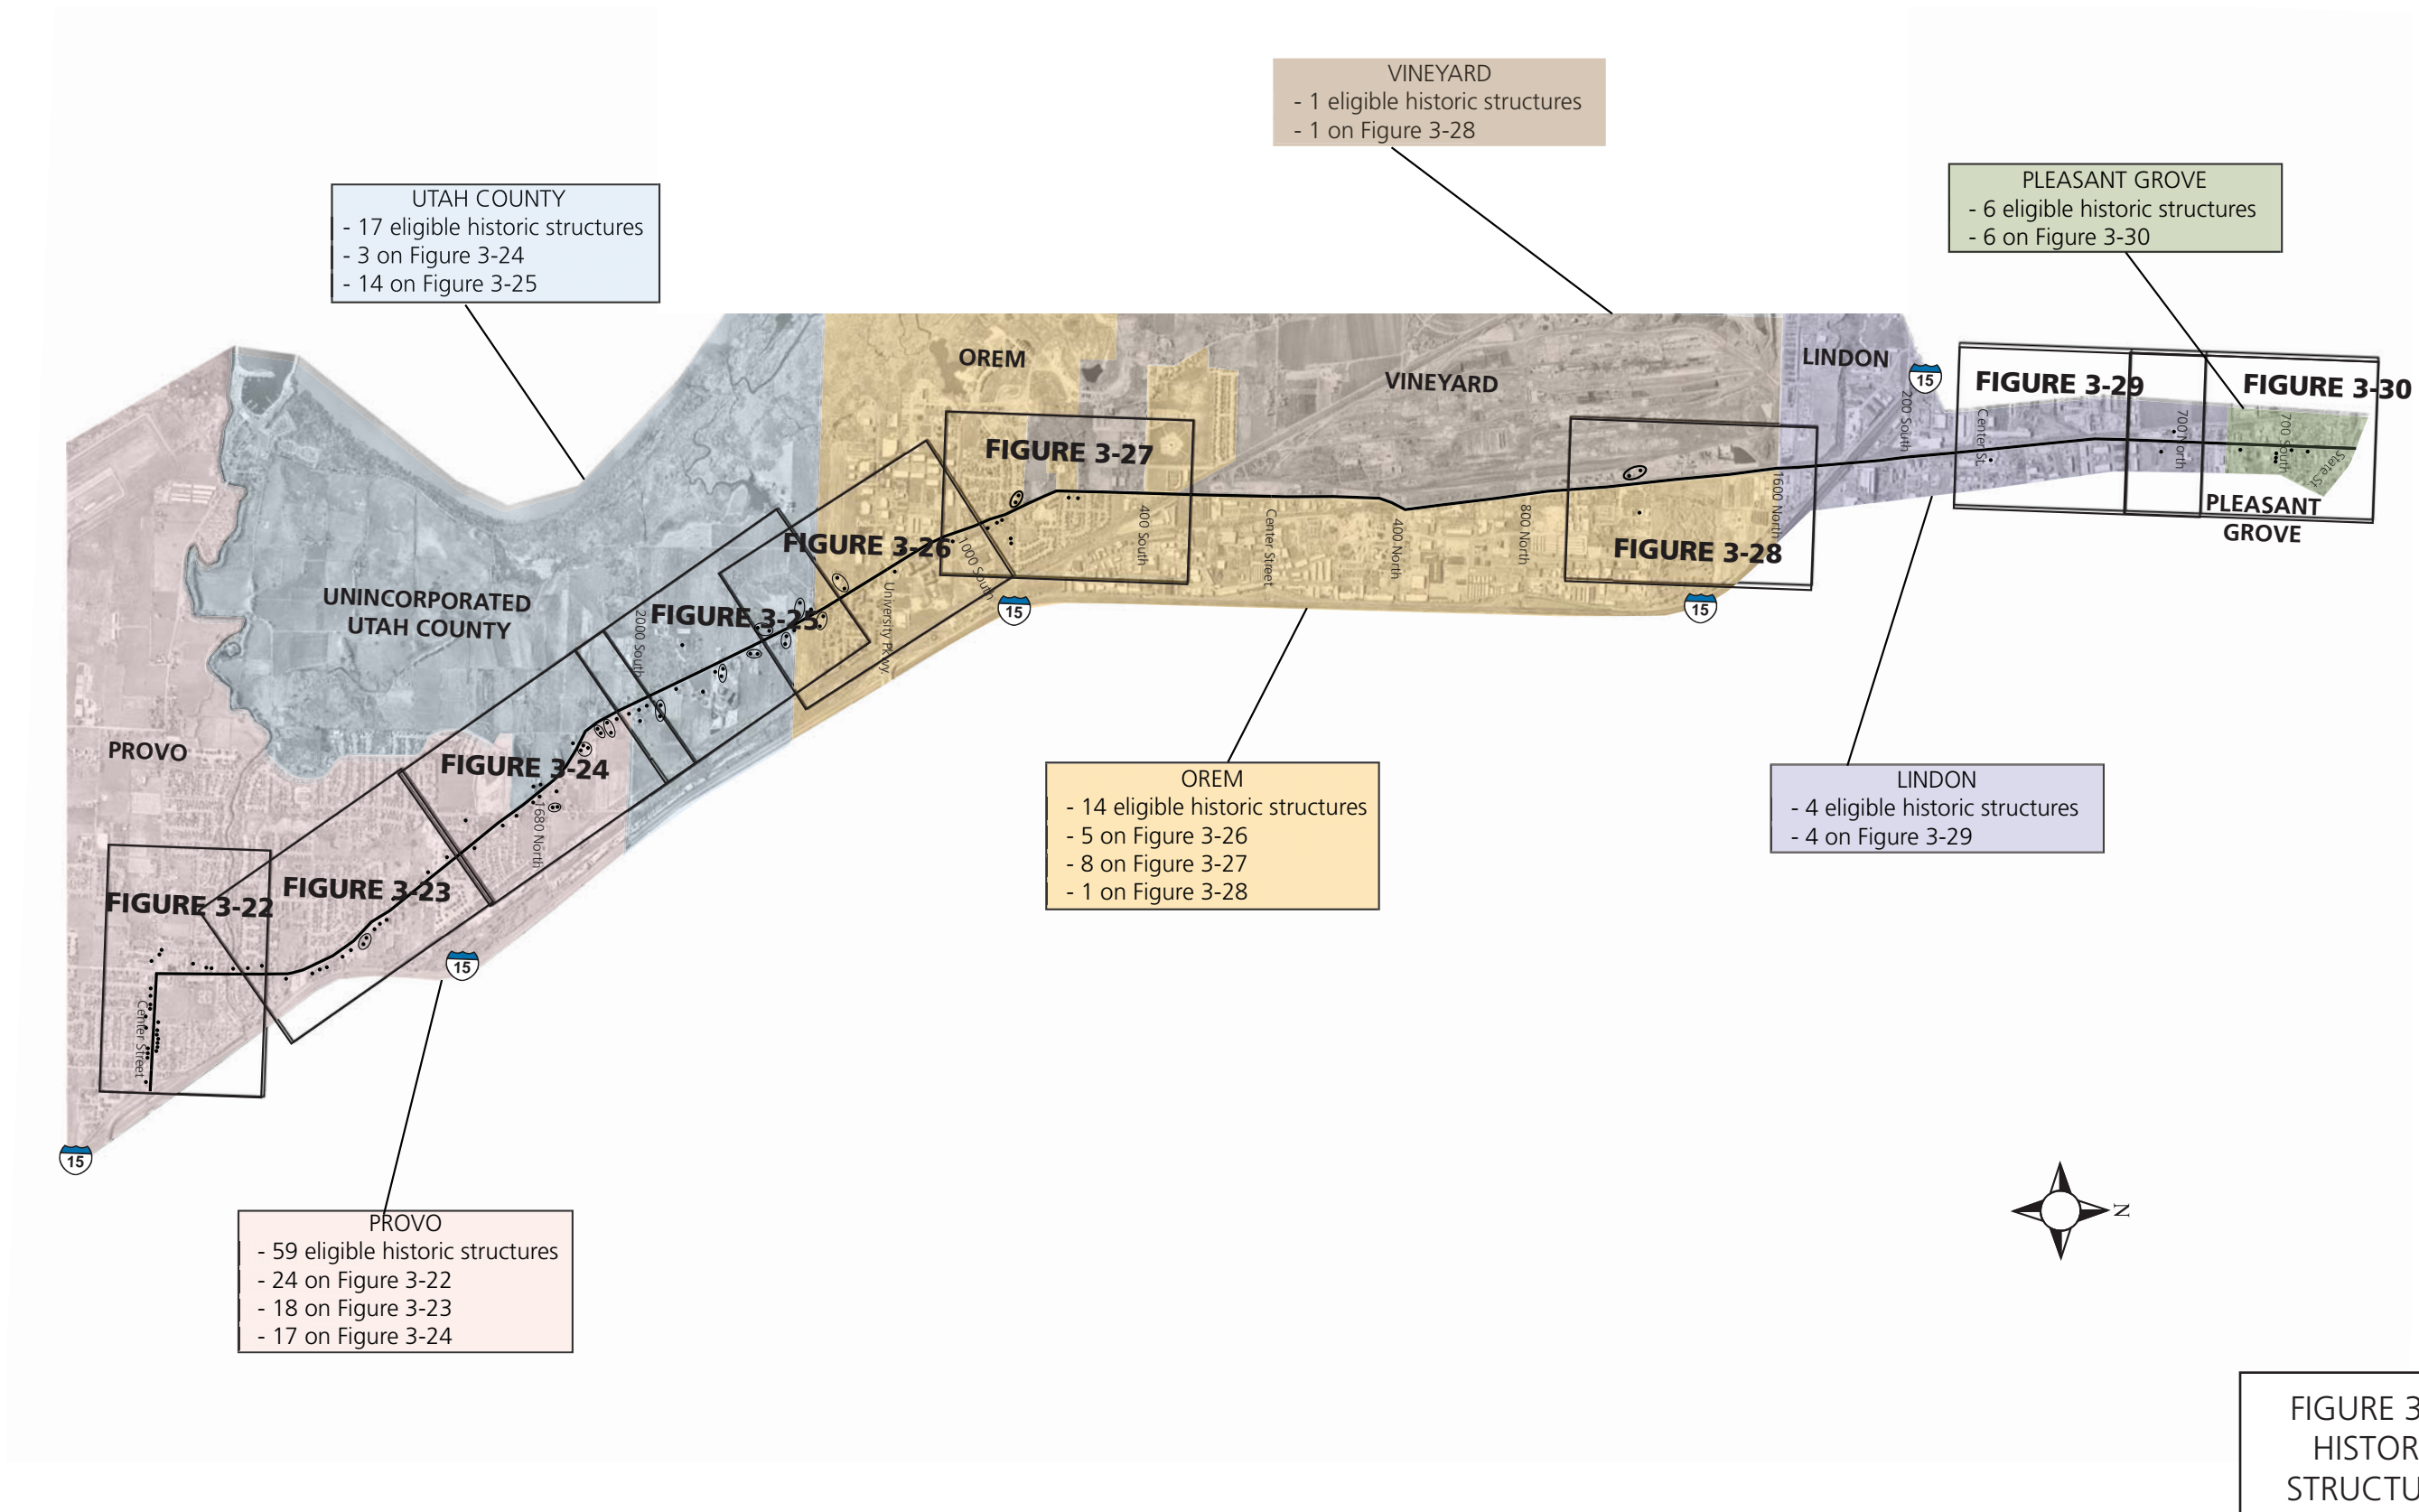 VINEYARD
- 1 eligible historic structures
- 1 on Figure 3-28
PLEASANT GROVE
- 6 eligible historic structures
- 6 on Figure 3-30
UTAH COUNTY
- 17 eligible historic structures
- 3 on Figure 3-24
- 14 on Figure 3-25
OREM
VINEYARD
LINDON
15
FIGURE 3-29
FIGURE 3-30
200 South
Center St.
700 North
700 South
State St
PLEASANT
GROVE
FIGURE 3-27
FIGURE 3-28
400 South
Center Street
400 North
800 North
1600 North
15
15
FIGURE 3-26
1000 South
University Pkwy.
FIGURE 3-25
2000 South
UNINCORPORATED
UTAH COUNTY
PROVO
FIGURE 3-24
1680 North
FIGURE 3-23
FIGURE 3-22
Center Street
15
15
OREM
- 14 eligible historic structures
- 5 on Figure 3-26
- 8 on Figure 3-27
- 1 on Figure 3-28
LINDON
- 4 eligible historic structures
- 4 on Figure 3-29
PROVO
- 59 eligible historic structures
- 24 on Figure 3-22
- 18 on Figure 3-23
- 17 on Figure 3-24
N
FIGURE 3
HISTOR
STRUCTU